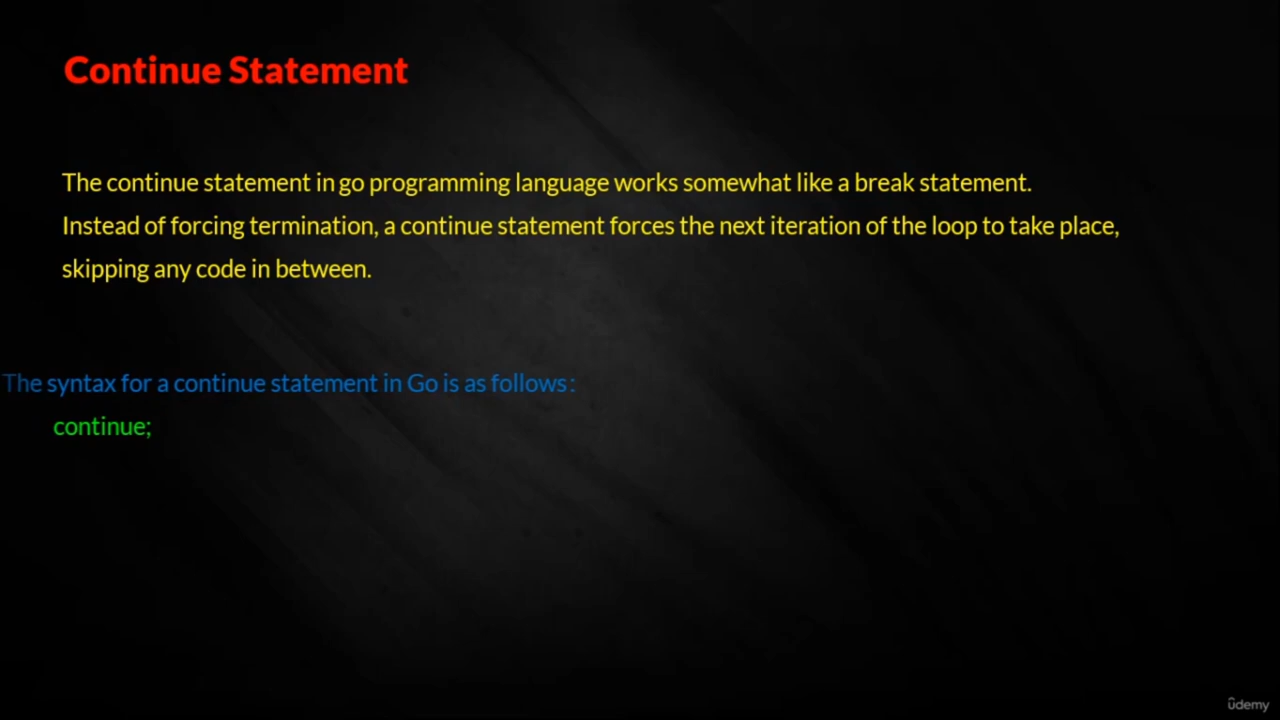 Continue Statement
The continue statement in go programming language works somewhat like a break statement.
Instead of forcing termination, a continue statement forces the next iteration of the loop to take place,
skipping any code in between.
The syntax for a continue statement in Go is as follows:
continue;
ûdemy